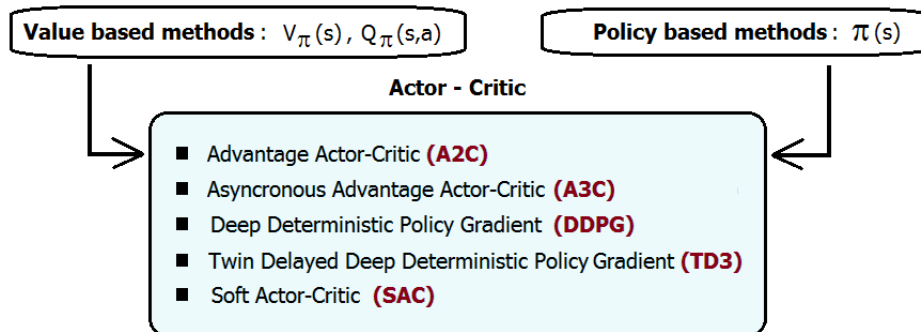 Value based methods : Vπ(s) , Qπ(s,a)
Policy based methods : π(s)
Actor - Critic
■ Advantage Actor-Critic (A2C)
■ Asyncronous Advantage Actor-Critic (A3C)
■ Deep Deterministic Policy Gradient (DDPG)
■ Twin Delayed Deep Deterministic Policy Gradient (TD3)
■ Soft Actor-Critic (SAC)